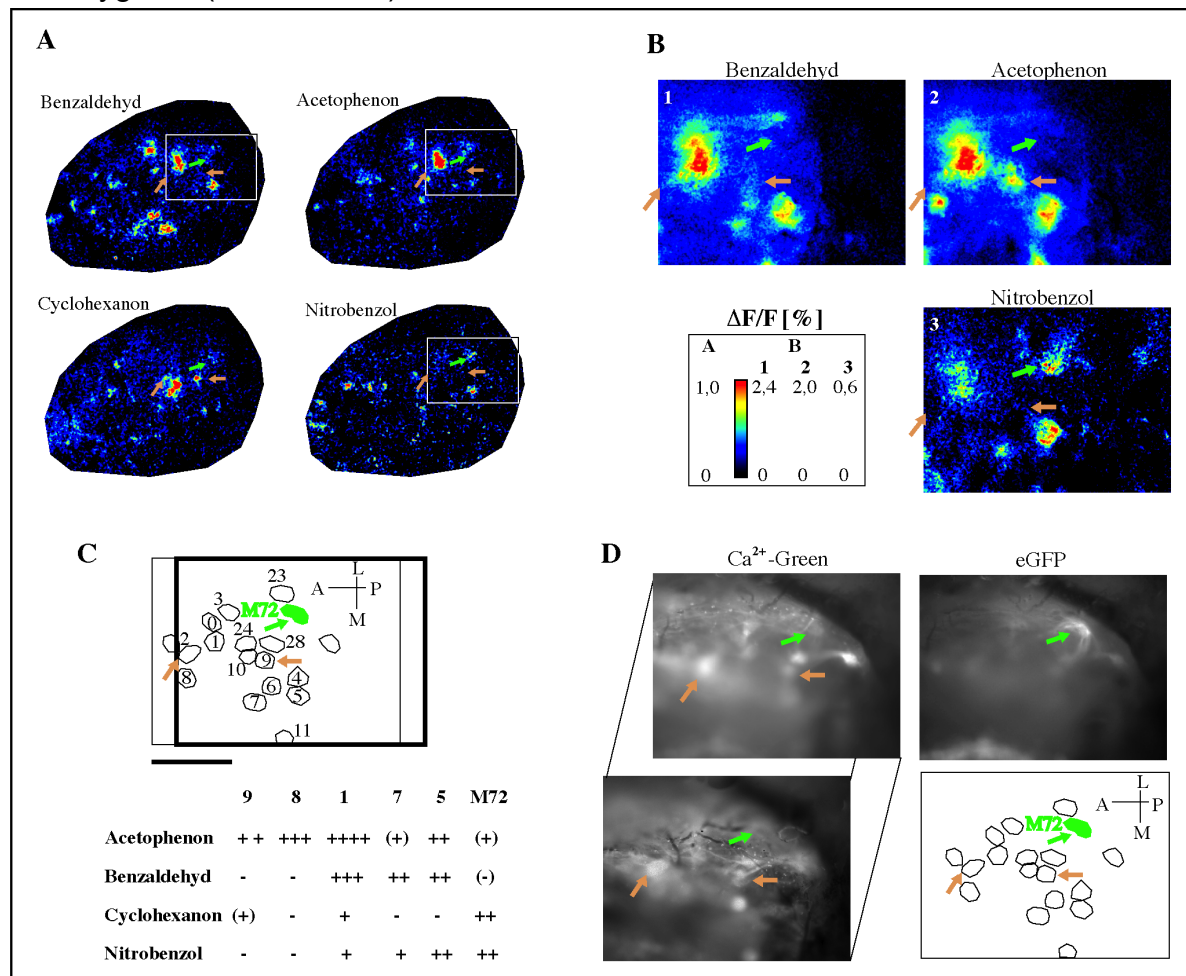 A
Benzaldehyd
Acetophenon
Cyclohexanon
Nitrobenzol
B
Benzaldehyd
1
Acetophenon
2
Nitrobenzol
3
ΔF/F [%]
A B
1 2 3
1,0 2,4 2,0 0,6
0 0 0 0
C
23
L
A P
M
M72
3
0
1
2
24
28
10
9
8
6
4
7
5
11
9 8 1 7 5 M72
Acetophenon + + +++ ++++ (+) ++ (+)
Benzaldehyd - - +++ ++ ++ (-)
Cyclohexanon (+) - + - - ++
Nitrobenzol - - + + ++ ++
D
Ca²⁺-Green
eGFP
L
A P
M
M72